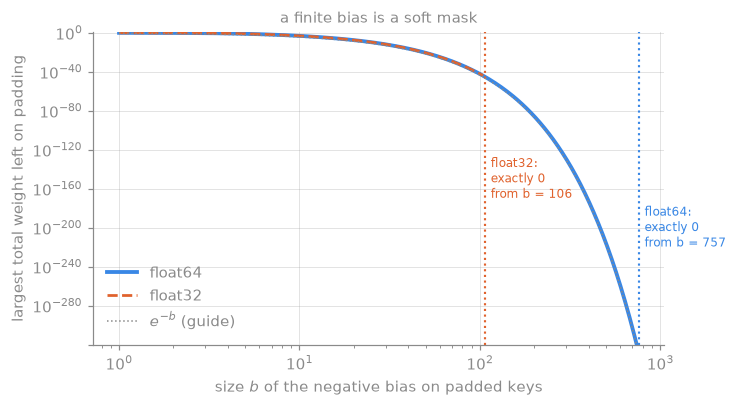 a finite bias is a soft mask
largest total weight left on padding
10^0
10^−40
10^−80
10^−120
10^−160
10^−200
10^−240
10^−280
float32:
exactly 0
from b = 106
float64:
exactly 0
from b = 757
float64
float32
e^−b (guide)
10^0
10^1
10^2
10^3
size b of the negative bias on padded keys